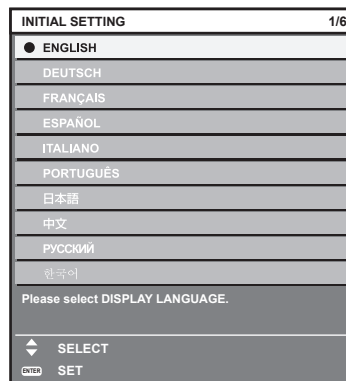 INITIAL SETTING 1/6
ENGLISH
DEUTSCH
FRANÇAIS
ESPAÑOL
ITALIANO
PORTUGUÊS
日本語
中文
РУССКИЙ
한국어
Please select DISPLAY LANGUAGE.
SELECT
ENTER SET